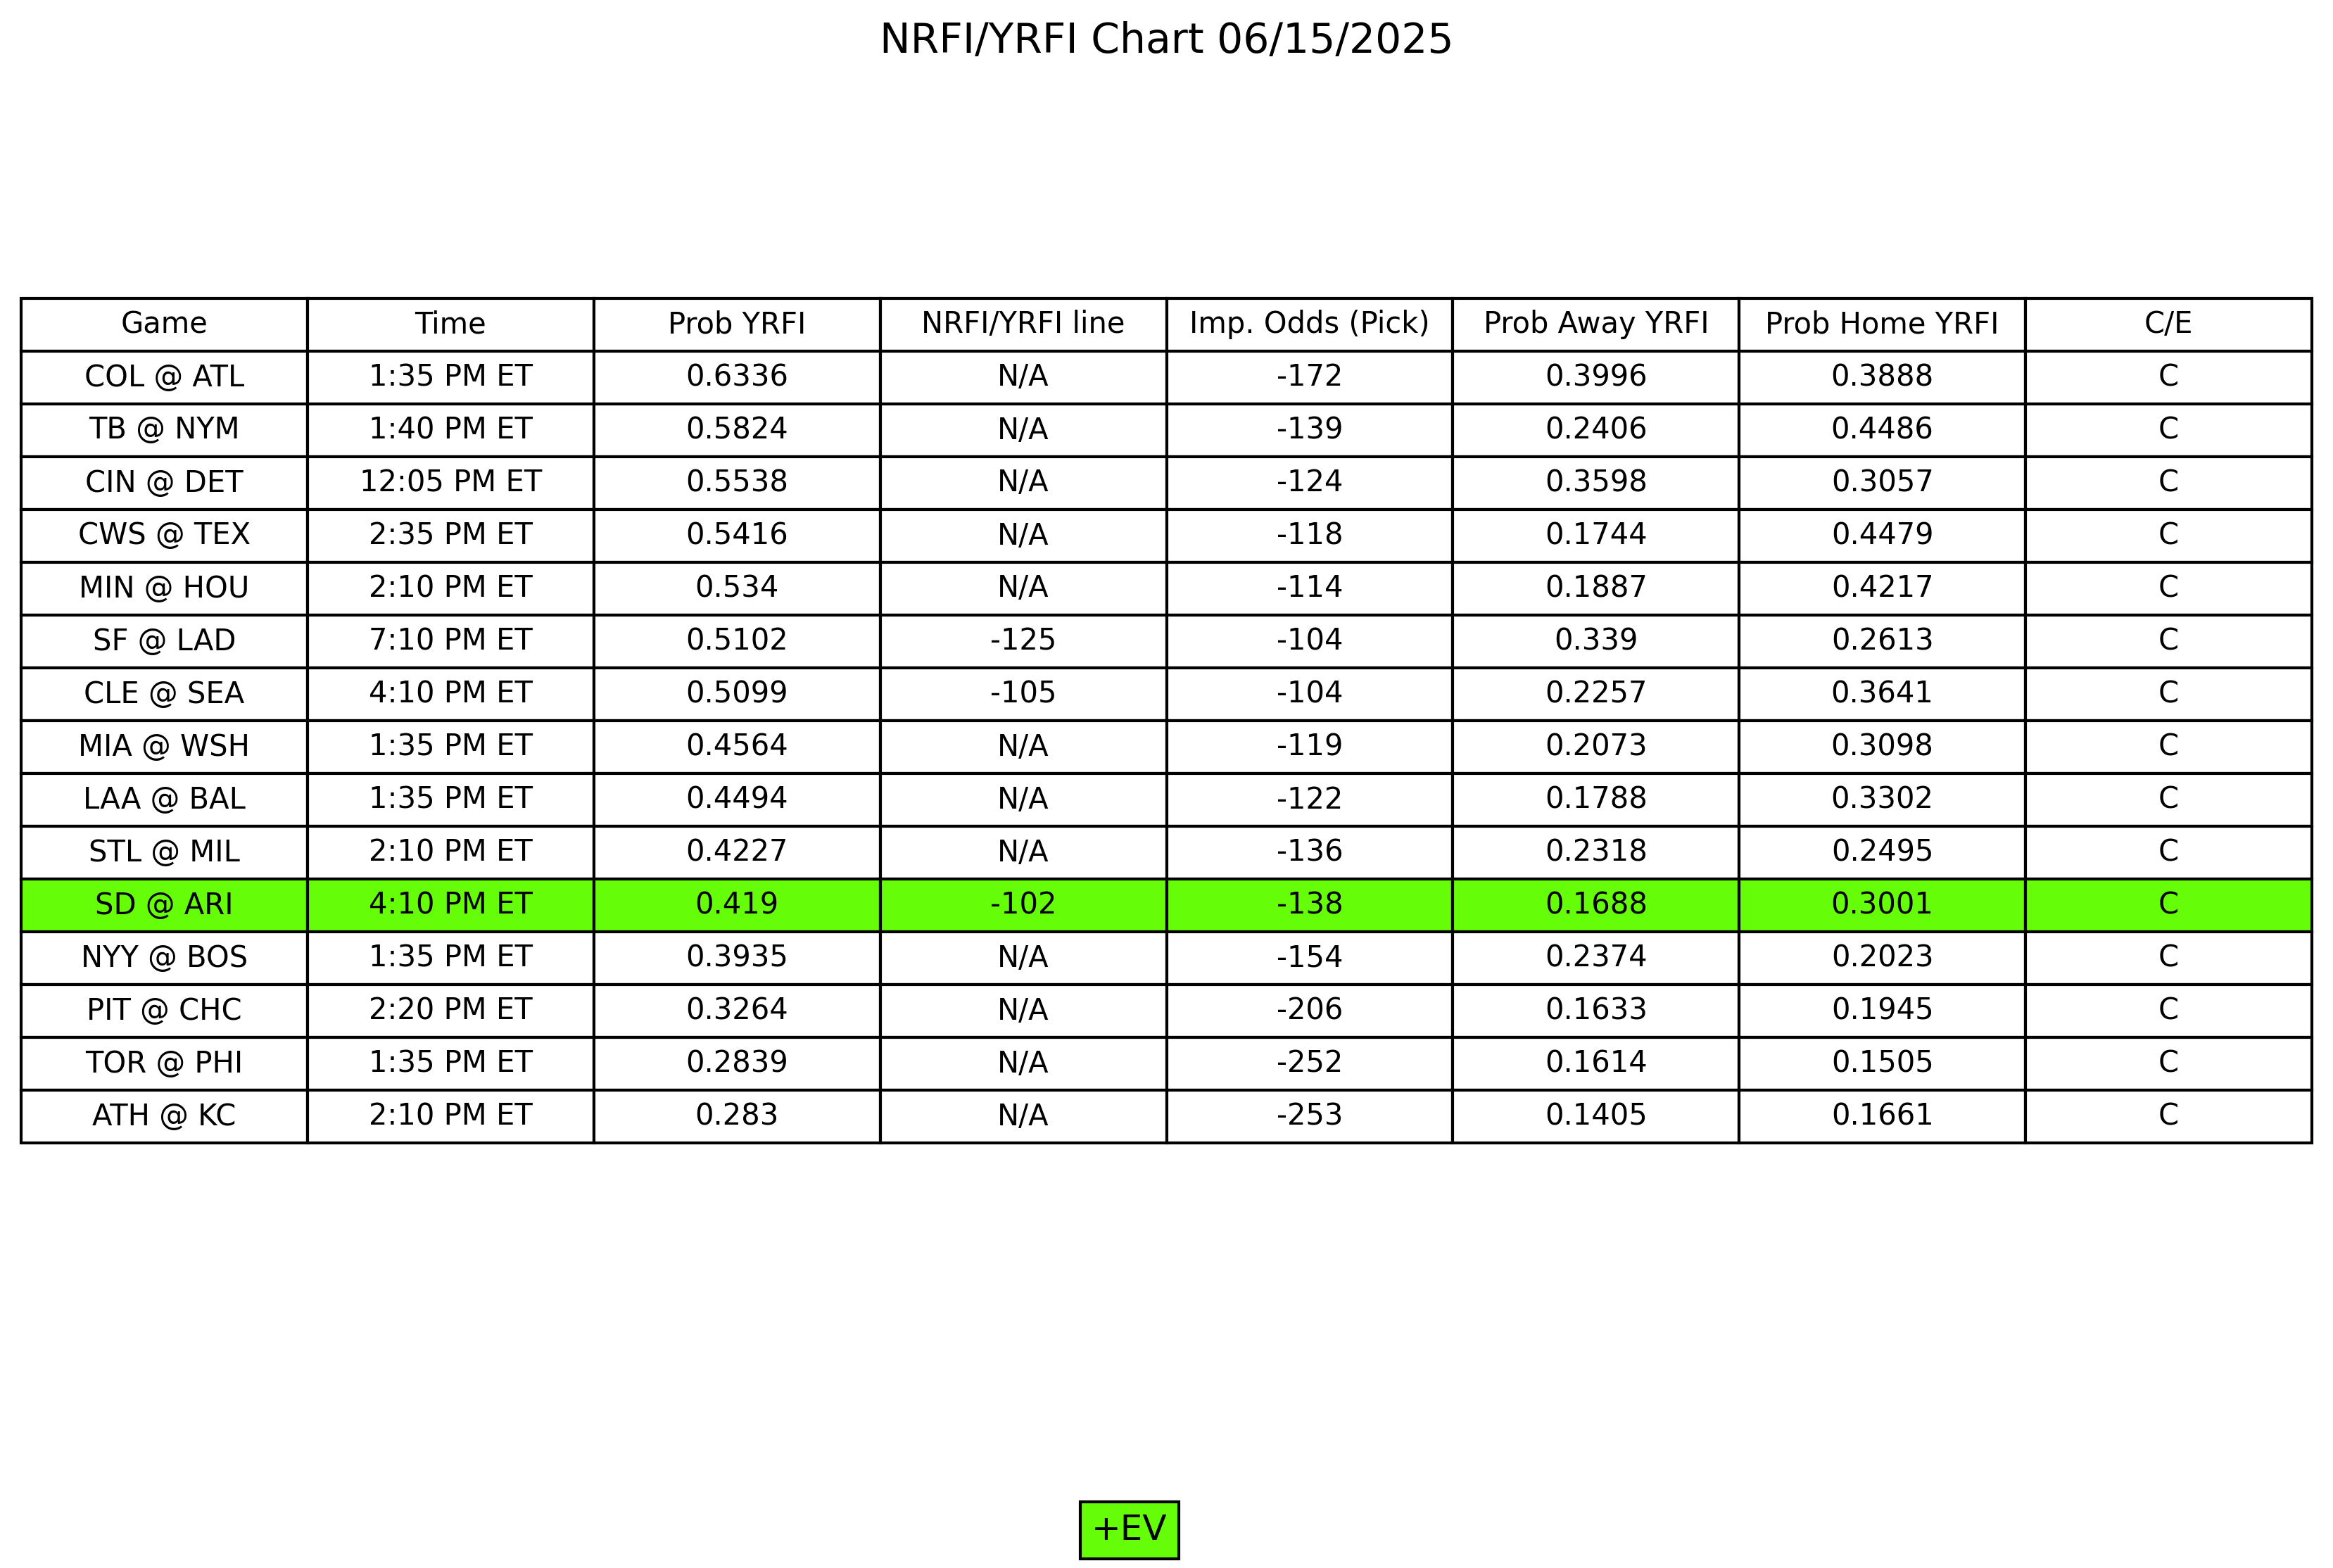 NRFI/YRFI Chart 06/15/2025
Game Time Prob YRFI NRFI/YRFI line Imp. Odds (Pick) Prob Away YRFI Prob Home YRFI C/E
COL @ ATL 1:35 PM ET 0.6336 N/A -172 0.3996 0.3888 C
TB @ NYM 1:40 PM ET 0.5824 N/A -139 0.2406 0.4486 C
CIN @ DET 12:05 PM ET 0.5538 N/A -124 0.3598 0.3057 C
CWS @ TEX 2:35 PM ET 0.5416 N/A -118 0.1744 0.4479 C
MIN @ HOU 2:10 PM ET 0.534 N/A -114 0.1887 0.4217 C
SF @ LAD 7:10 PM ET 0.5102 -125 -104 0.339 0.2613 C
CLE @ SEA 4:10 PM ET 0.5099 -105 -104 0.2257 0.3641 C
MIA @ WSH 1:35 PM ET 0.4564 N/A -119 0.2073 0.3098 C
LAA @ BAL 1:35 PM ET 0.4494 N/A -122 0.1788 0.3302 C
STL @ MIL 2:10 PM ET 0.4227 N/A -136 0.2318 0.2495 C
SD @ ARI 4:10 PM ET 0.419 -102 -138 0.1688 0.3001 C
NYY @ BOS 1:35 PM ET 0.3935 N/A -154 0.2374 0.2023 C
PIT @ CHC 2:20 PM ET 0.3264 N/A -206 0.1633 0.1945 C
TOR @ PHI 1:35 PM ET 0.2839 N/A -252 0.1614 0.1505 C
ATH @ KC 2:10 PM ET 0.283 N/A -253 0.1405 0.1661 C
+EV